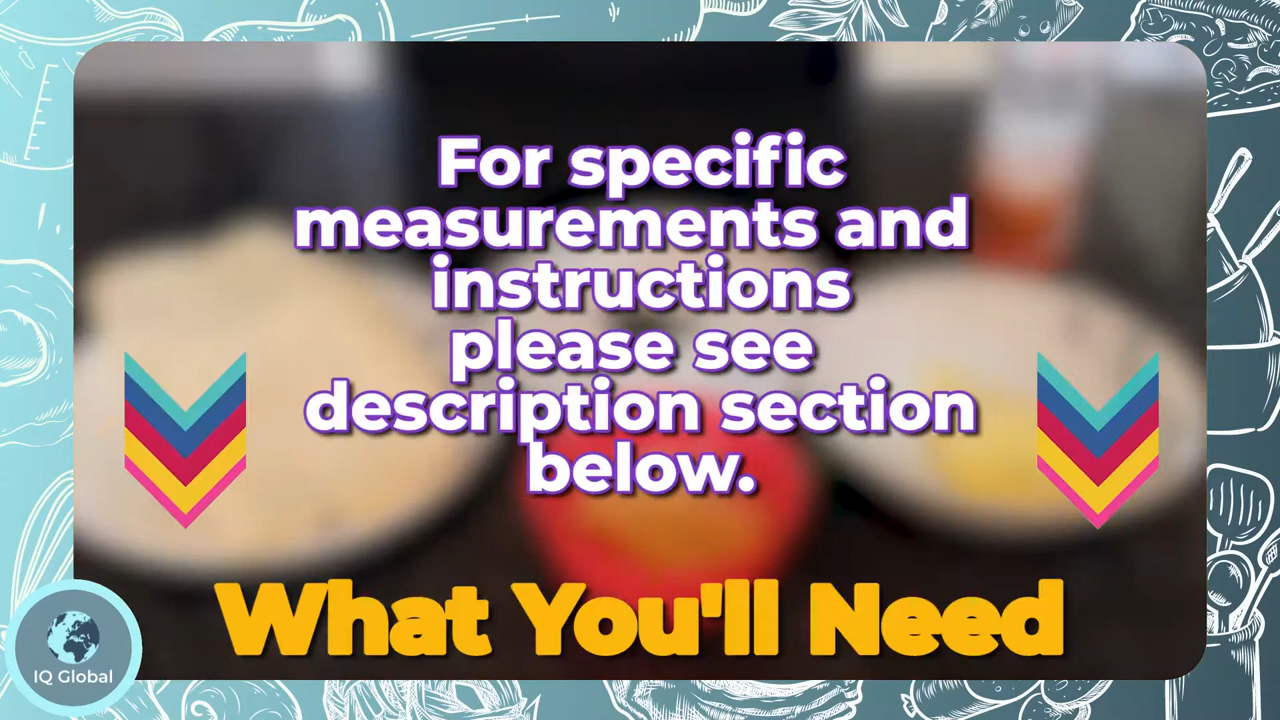 For specific
measurements and
instructions
please see
description section
below.
What You'll Need
IQ Global